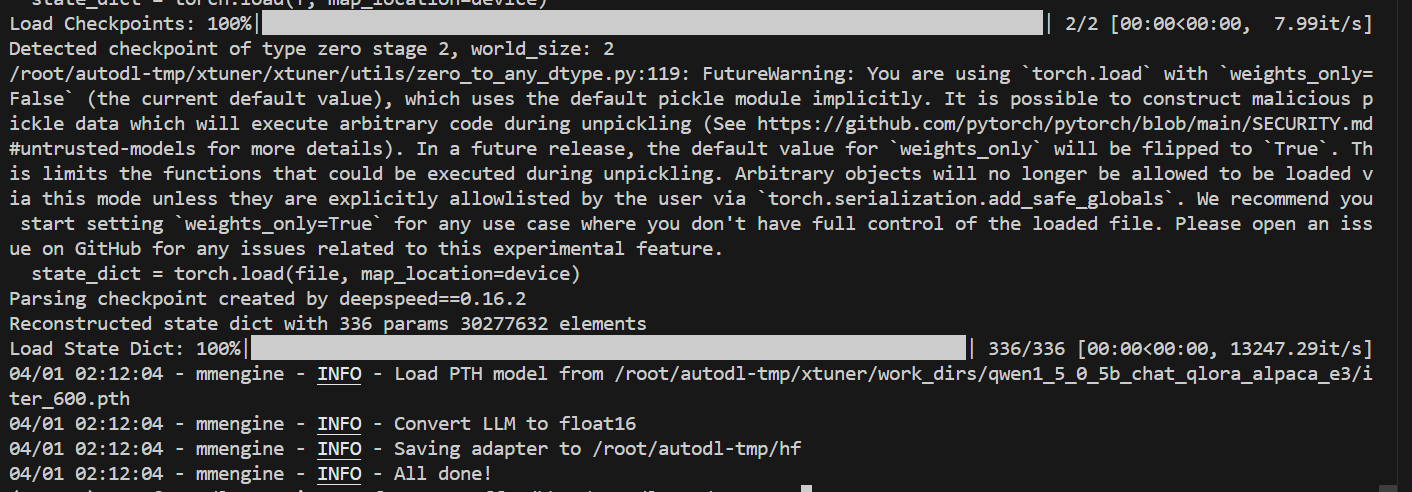 state_dict = torch.load(f, map_location=device)
Load Checkpoints: 100%|                                                                 | 2/2 [00:00<00:00,  7.99it/s]
Detected checkpoint of type zero stage 2, world_size: 2
/root/autodl-tmp/xtuner/xtuner/utils/zero_to_any_dtype.py:119: FutureWarning: You are using `torch.load` with `weights_only=
False` (the current default value), which uses the default pickle module implicitly. It is possible to construct malicious p
ickle data which will execute arbitrary code during unpickling (See https://github.com/pytorch/pytorch/blob/main/SECURITY.md
#untrusted-models for more details). In a future release, the default value for `weights_only` will be flipped to `True`. Th
is limits the functions that could be executed during unpickling. Arbitrary objects will no longer be allowed to be loaded v
ia this mode unless they are explicitly allowlisted by the user via `torch.serialization.add_safe_globals`. We recommend you
 start setting `weights_only=True` for any use case where you don't have full control of the loaded file. Please open an iss
ue on GitHub for any issues related to this experimental feature.
  state_dict = torch.load(file, map_location=device)
Parsing checkpoint created by deepspeed==0.16.2
Reconstructed state dict with 336 params 30277632 elements
Load State Dict: 100%|                                                           | 336/336 [00:00<00:00, 13247.29it/s]
04/01 02:12:04 - mmengine - INFO - Load PTH model from /root/autodl-tmp/xtuner/work_dirs/qwen1_5_0_5b_chat_qlora_alpaca_e3/i
ter_600.pth
04/01 02:12:04 - mmengine - INFO - Convert LLM to float16
04/01 02:12:04 - mmengine - INFO - Saving adapter to /root/autodl-tmp/hf
04/01 02:12:04 - mmengine - INFO - All done!